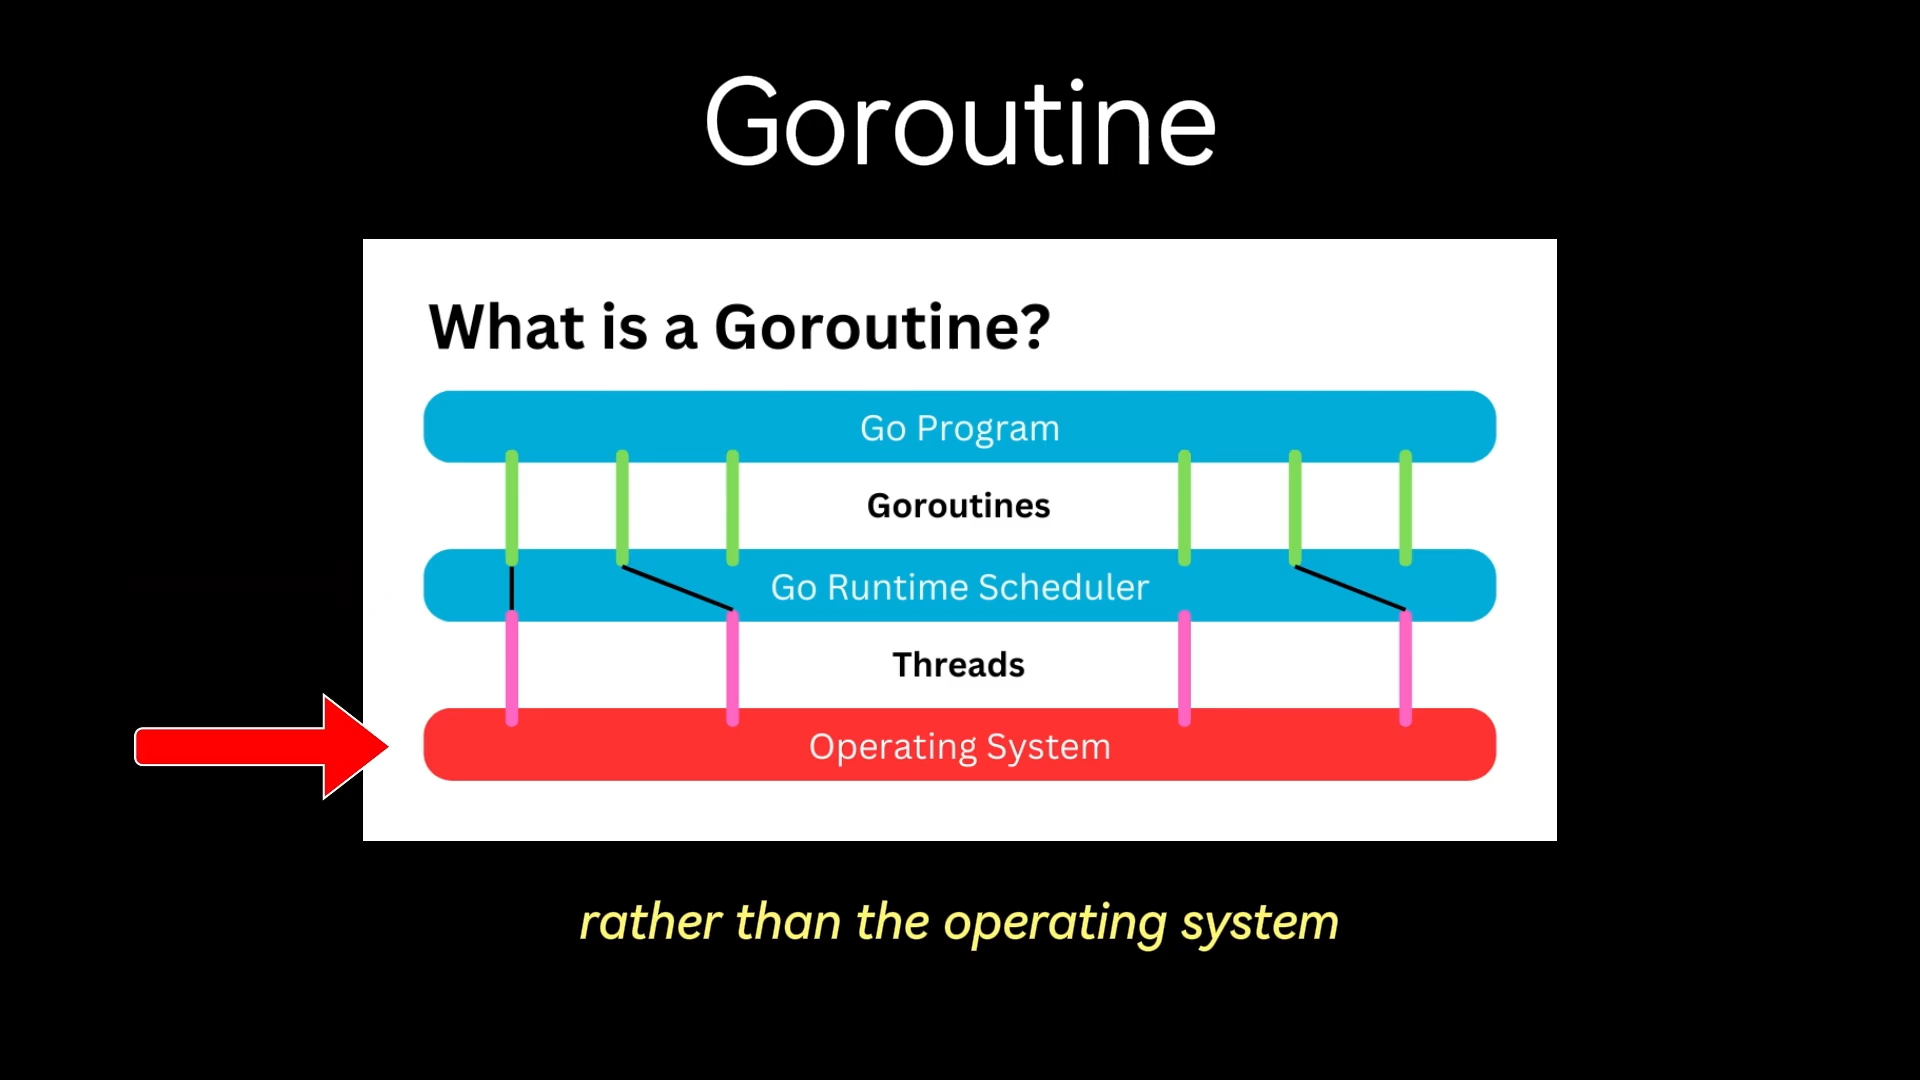 Goroutine
What is a Goroutine?
Go Program
Goroutines
Go Runtime Scheduler
Threads
Operating System
rather than the operating system